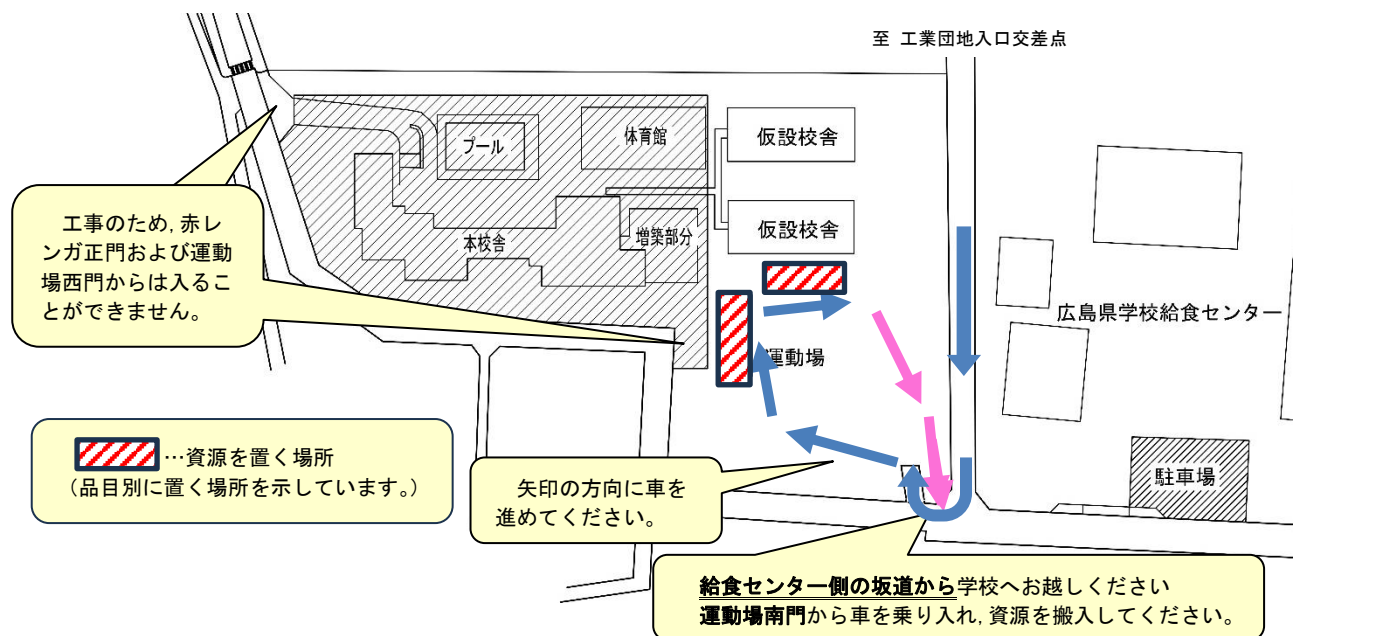 至 工業団地入口交差点
プール
体育館
仮設校舎
仮設校舎
本校舎
増築部分
工事のため,赤レ
ンガ正門および運動
場西門からは入るこ
とができません。
広島県学校給食センター
運動場
…資源を置く場所
（品目別に置く場所を示しています。）
矢印の方向に車を
進めてください。
駐車場
給食センター側の坂道から学校へお越しください
運動場南門から車を乗り入れ,資源を搬入してください。